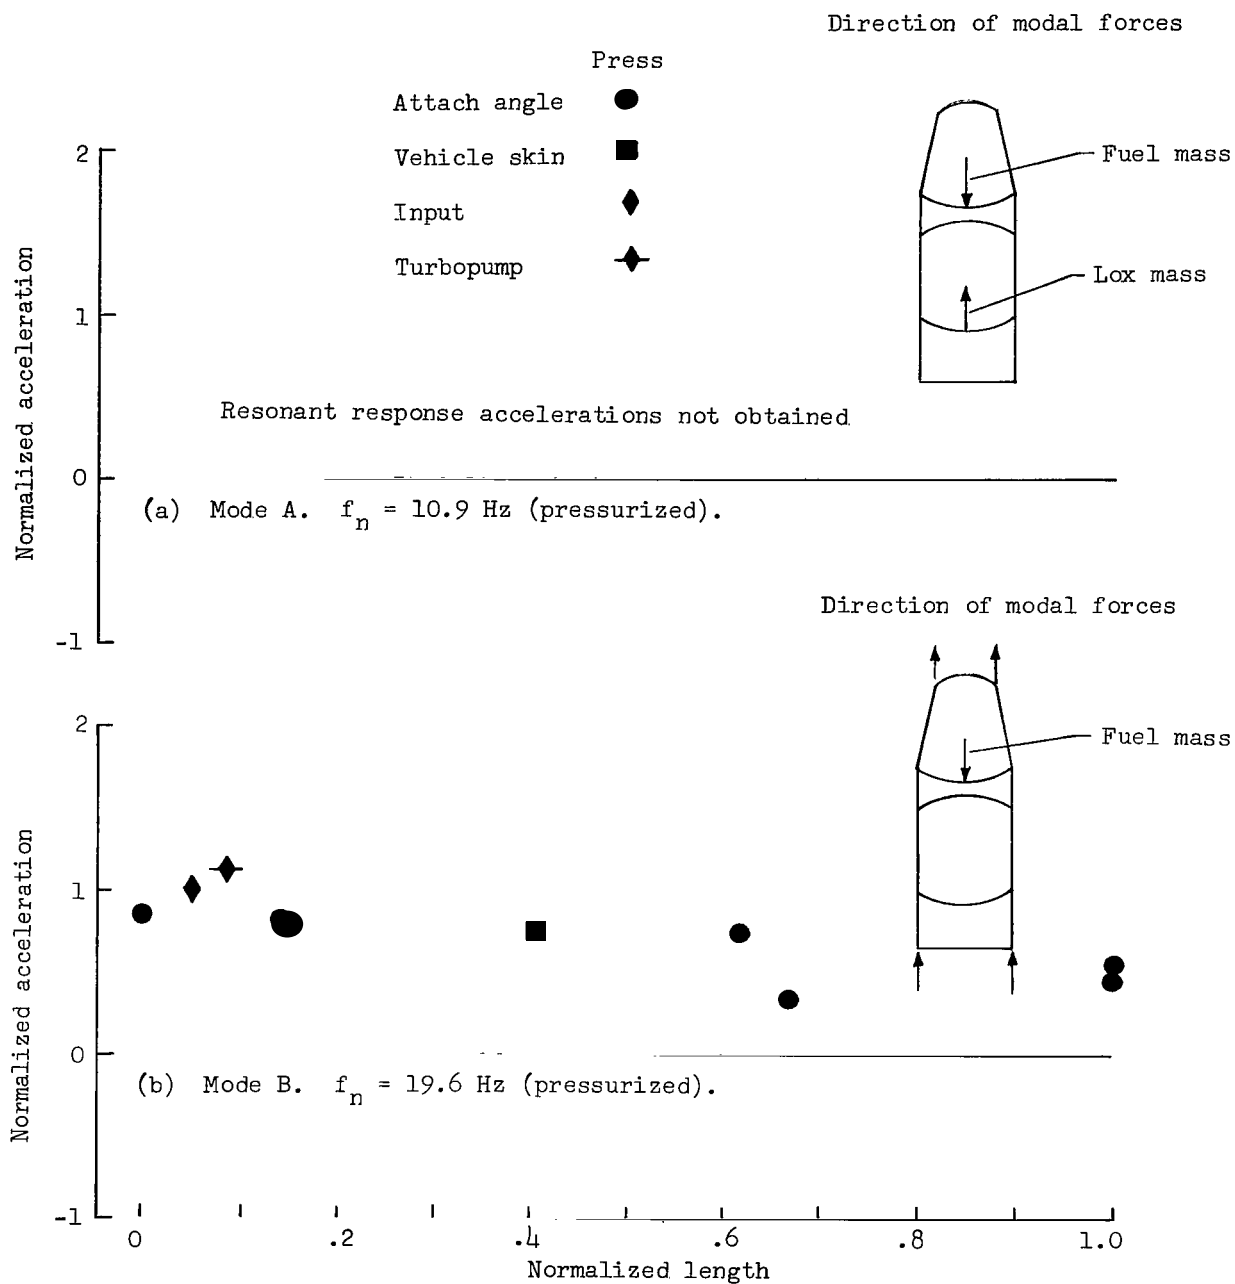 Direction of modal forces
Press
Attach angle
Vehicle skin
Input
Turbopump
Fuel mass
Lox mass
2
1
0
-1
Normalized acceleration
Resonant response accelerations not obtained
(a) Mode A. fn = 10.9 Hz (pressurized).
Direction of modal forces
Fuel mass
2
1
0
-1
Normalized acceleration
(b) Mode B. fn = 19.6 Hz (pressurized).
0 .2 .4 .6 .8 1.0
Normalized length